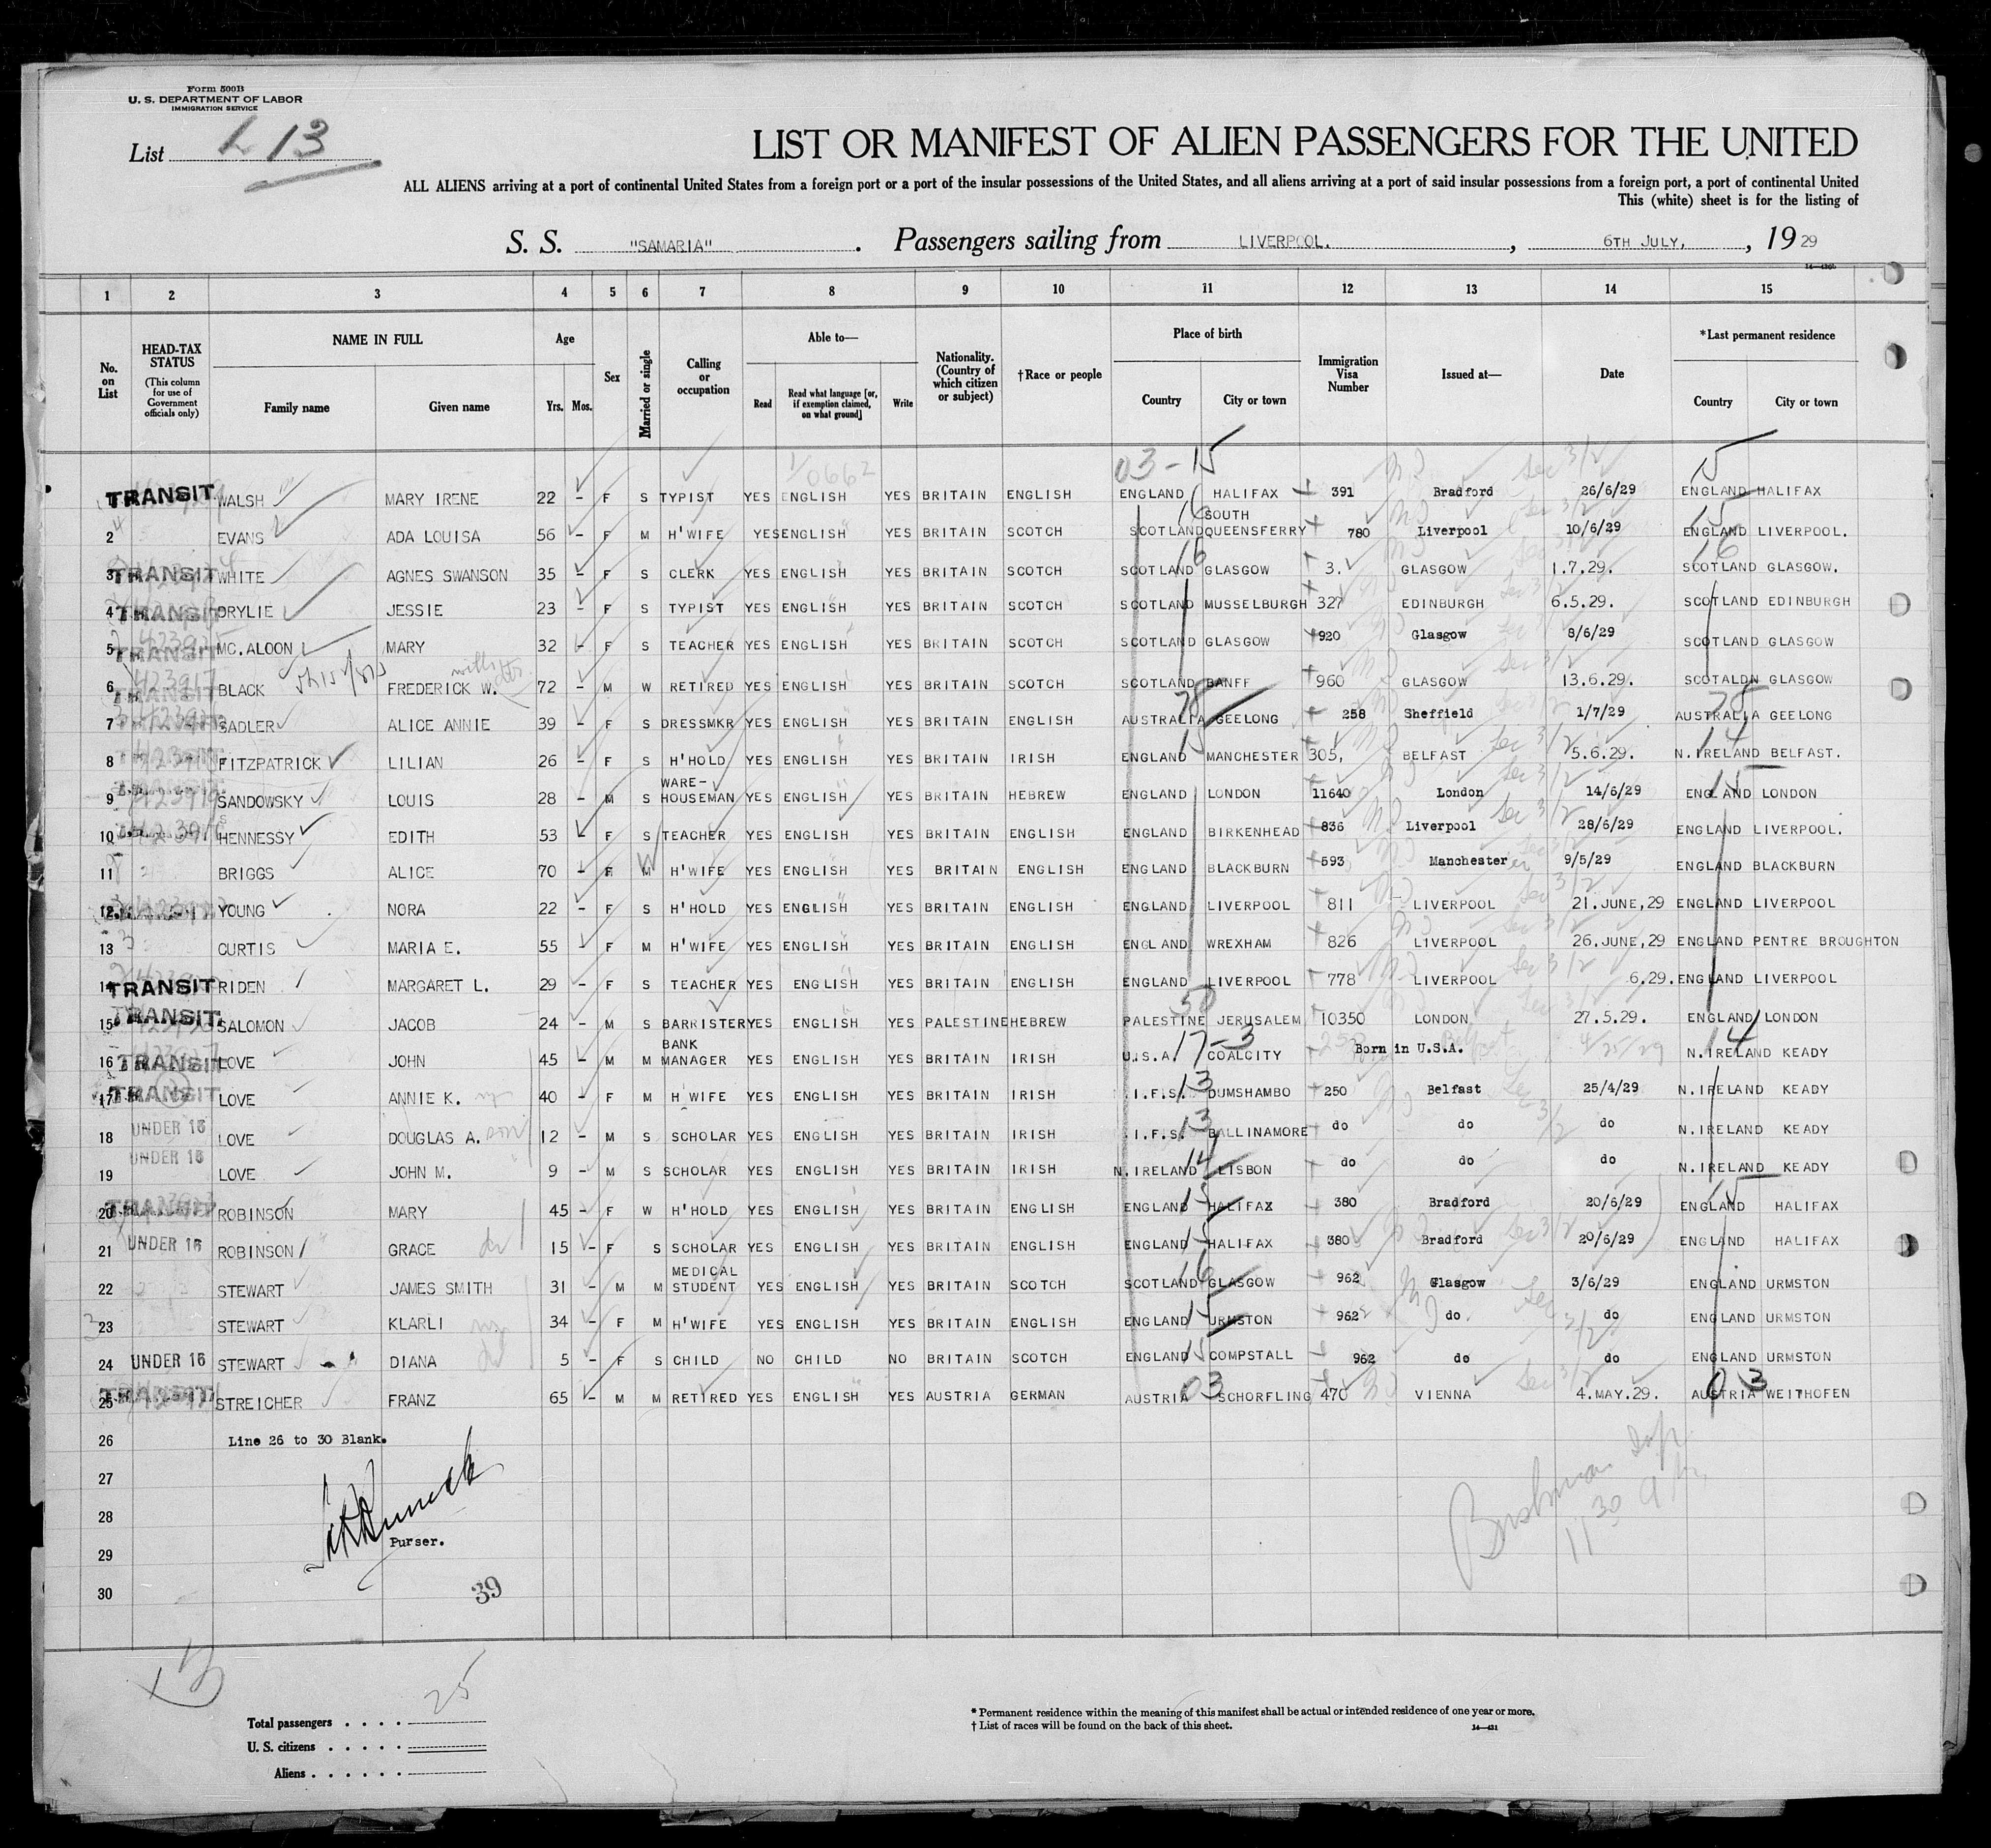 Form 500B
U. S. DEPARTMENT OF LABOR
IMMIGRATION SERVICE
List L 13
LIST OR MANIFEST OF ALIEN PASSENGERS FOR THE UNITED
ALL ALIENS arriving at a port of continental United States from a foreign port or a port of the insular possessions of the United States, and all aliens arriving at a port of said insular possessions from a foreign port, a port of continental United
This (white) sheet is for the listing of
S. S. "SAMARIA". Passengers sailing from LIVERPOOL. , 6TH JULY, , 19 29
1 2 3 4 5 6 7 8 9 10 11 12 13 14 15
No. on List
HEAD-TAX STATUS (This column for use of Government officials only)
NAME IN FULL Family name Given name
Age Yrs. Mos.
Sex
Married or single
Calling or occupation
Able to— Read Read what language [or, if exemption claimed, on what ground] Write
Nationality. (Country of which citizen or subject)
†Race or people
Place of birth Country City or town
Immigration Visa Number
Issued at—
Date
*Last permanent residence Country City or town
03-15 15
TRANSIT WALSH MARY IRENE 22 - F S TYPIST YES ENGLISH YES BRITAIN ENGLISH ENGLAND HALIFAX 391 Bradford 26/6/29 ENGLAND HALIFAX
2 EVANS ADA LOUISA 56 - F M H'WIFE YES ENGLISH YES BRITAIN SCOTCH SCOTLAND SOUTH QUEENSFERRY 780 Liverpool 10/6/29 ENGLAND LIVERPOOL.
3 TRANSIT WHITE AGNES SWANSON 35 - F S CLERK YES ENGLISH YES BRITAIN SCOTCH SCOTLAND GLASGOW 3. GLASGOW 1.7.29. SCOTLAND GLASGOW.
4 TRANSIT DRYLIE JESSIE 23 - F S TYPIST YES ENGLISH YES BRITAIN SCOTCH SCOTLAND MUSSELBURGH 327 EDINBURGH 6.5.29. SCOTLAND EDINBURGH
5 TRANSIT MC.ALOON MARY 32 - F S TEACHER YES ENGLISH YES BRITAIN SCOTCH SCOTLAND GLASGOW 920 Glasgow 8/6/29 SCOTLAND GLASGOW
6 TRANSIT BLACK FREDERICK W. 72 - M W RETIRED YES ENGLISH YES BRITAIN SCOTCH SCOTLAND BANFF 960 GLASGOW 13.6.29. SCOTALDN GLASGOW
7 SADLER ALICE ANNIE 39 - F S DRESSMKR YES ENGLISH YES BRITAIN ENGLISH AUSTRALIA GEELONG 258 Sheffield 1/7/29 AUSTRALIA GEELONG
8 FITZPATRICK LILIAN 26 - F S H'HOLD YES ENGLISH YES BRITAIN IRISH ENGLAND MANCHESTER 305, BELFAST 5.6.29. N.IRELAND BELFAST.
9 SANDOWSKY LOUIS 28 - M S WARE-HOUSEMAN YES ENGLISH YES BRITAIN HEBREW ENGLAND LONDON 11640 London 14/6/29 ENGLAND LONDON
10 HENNESSY EDITH 53 - F S TEACHER YES ENGLISH YES BRITAIN ENGLISH ENGLAND BIRKENHEAD 836 Liverpool 28/6/29 ENGLAND LIVERPOOL.
11 BRIGGS ALICE 70 - F M H'WIFE YES ENGLISH YES BRITAIN ENGLISH ENGLAND BLACKBURN 593 Manchester 9/5/29 ENGLAND BLACKBURN
12 YOUNG NORA 22 - F S H'HOLD YES ENGLISH YES BRITAIN ENGLISH ENGLAND LIVERPOOL 811 LIVERPOOL 21.JUNE,29 ENGLAND LIVERPOOL
13 CURTIS MARIA E. 55 - F M H'WIFE YES ENGLISH YES BRITAIN ENGLISH ENGLAND WREXHAM 826 LIVERPOOL 26.JUNE,29 ENGLAND PENTRE BROUGHTON
14 TRANSIT RIDEN MARGARET L. 29 - F S TEACHER YES ENGLISH YES BRITAIN ENGLISH ENGLAND LIVERPOOL 778 LIVERPOOL 6.29. ENGLAND LIVERPOOL
15 TRANSIT SALOMON JACOB 24 - M S BARRISTER YES ENGLISH YES PALESTINE HEBREW PALESTINE JERUSALEM 10350 LONDON 27.5.29. ENGLAND LONDON
16 TRANSIT LOVE JOHN 45 - M M BANK MANAGER YES ENGLISH YES BRITAIN IRISH U.S.A. COALCITY Born in U.S.A. N.IRELAND KEADY
17 TRANSIT LOVE ANNIE K. 40 - F M H WIFE YES ENGLISH YES BRITAIN IRISH I.F.S. DUMSHAMBO 250 Belfast 25/4/29 N.IRELAND KEADY
18 UNDER 16 LOVE DOUGLAS A. son 12 - M S SCHOLAR YES ENGLISH YES BRITAIN IRISH I.F.S. BALLINAMORE do do do N.IRELAND KEADY
19 UNDER 16 LOVE JOHN M. 9 - M S SCHOLAR YES ENGLISH YES BRITAIN IRISH N.IRELAND LISBON do do do N.IRELAND KEADY
20 TRANSIT ROBINSON MARY 45 - F W H'HOLD YES ENGLISH YES BRITAIN ENGLISH ENGLAND HALIFAX 380 Bradford 20/6/29 ENGLAND HALIFAX
21 UNDER 16 ROBINSON GRACE 15 - F S SCHOLAR YES ENGLISH YES BRITAIN ENGLISH ENGLAND HALIFAX 380 Bradford 20/6/29 ENGLAND HALIFAX
22 STEWART JAMES SMITH 31 - M M MEDICAL STUDENT YES ENGLISH YES BRITAIN SCOTCH SCOTLAND GLASGOW 962 Glasgow 3/6/29 ENGLAND URMSTON
23 STEWART KLARLI 34 - F M H'WIFE YES ENGLISH YES BRITAIN ENGLISH ENGLAND URMSTON 962 do do ENGLAND URMSTON
24 UNDER 16 STEWART DIANA 5 - F S CHILD NO CHILD NO BRITAIN SCOTCH ENGLAND COMPSTALL 962 do do ENGLAND URMSTON
25 TRANSIT STREICHER FRANZ 65 - M M RETIRED YES ENGLISH YES AUSTRIA GERMAN AUSTRIA SCHORFLING 470 VIENNA 4.MAY.29. AUSTRIA WEITHOFEN
26 Line 26 to 30 Blank.
27
28
29 Purser.
30
39
Total passengers . . . . 25
U. S. citizens . . . . .
Aliens . . . . . .
* Permanent residence within the meaning of this manifest shall be actual or intended residence of one year or more.
† List of races will be found on the back of this sheet.
14—431